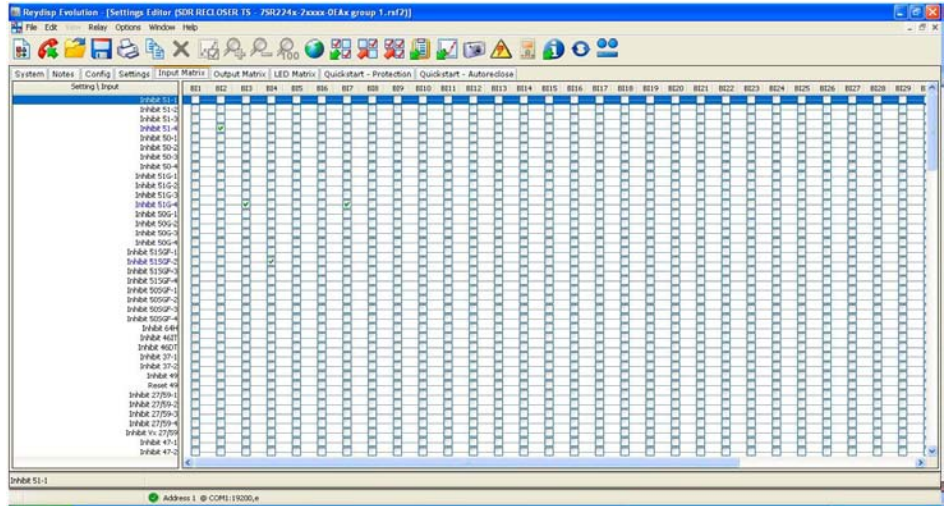 Reydisp Evolution - [Settings Editor (SDR RECLOSER TS - 7SR224x-2xxxx-0EAx group 1.rsf2)]
File Edit View Relay Options Window Help
System Notes Config Settings Input Matrix Output Matrix LED Matrix Quickstart - Protection Quickstart - Autoreclose
Setting \ Input BI1 BI2 BI3 BI4 BI5 BI6 BI7 BI8 BI9 BI10 BI11 BI12 BI13 BI14 BI15 BI16 BI17 BI18 BI19 BI20 BI21 BI22 BI23 BI24 BI25 BI26 BI27 BI28 BI29
Inhibit 51-1
Inhibit 51-2
Inhibit 51-3
Inhibit 51-4
Inhibit 50-1
Inhibit 50-2
Inhibit 50-3
Inhibit 50-4
Inhibit 51G-1
Inhibit 51G-2
Inhibit 51G-3
Inhibit 51G-4
Inhibit 50G-1
Inhibit 50G-2
Inhibit 50G-3
Inhibit 50G-4
Inhibit 51SGF-1
Inhibit 51SGF-2
Inhibit 51SGF-3
Inhibit 51SGF-4
Inhibit 50SGF-1
Inhibit 50SGF-2
Inhibit 50SGF-3
Inhibit 50SGF-4
Inhibit 64H
Inhibit 46IT
Inhibit 46DT
Inhibit 37-1
Inhibit 37-2
Inhibit 49
Reset 49
Inhibit 27/59-1
Inhibit 27/59-2
Inhibit 27/59-3
Inhibit 27/59-4
Inhibit Vx 27/59
Inhibit 47-1
Inhibit 47-2
Inhibit 51-1
Address 1 @ COM1:19200,e